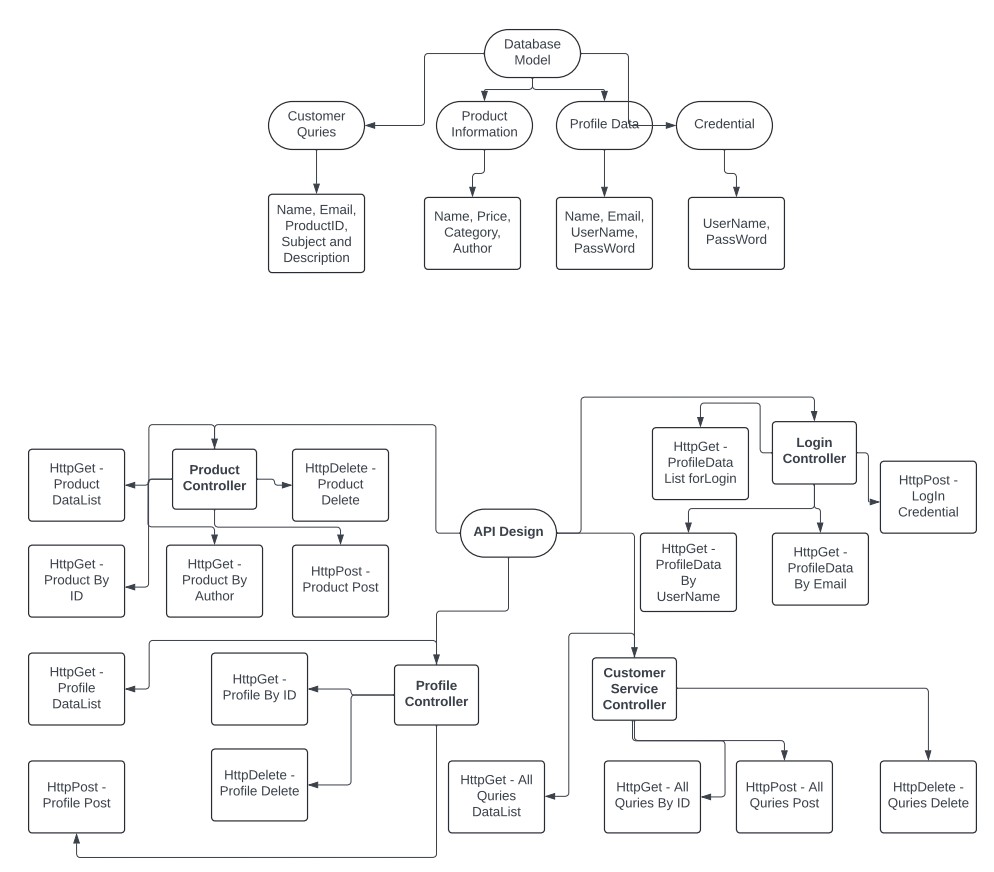 Database
Model
Customer
Quries
Product
Information
Profile Data
Credential
Name, Email,
ProductID,
Subject and
Description
Name, Price,
Category,
Author
Name, Email,
UserName,
PassWord
UserName,
PassWord
HttpGet -
Product
DataList
Product
Controller
HttpDelete -
Product
Delete
HttpGet -
Product By
ID
HttpGet -
Product By
Author
HttpPost -
Product Post
API Design
HttpGet -
ProfileData
List forLogin
Login
Controller
HttpPost -
LogIn
Credential
HttpGet -
ProfileData
By
UserName
HttpGet -
ProfileData
By Email
HttpGet -
Profile
DataList
HttpGet -
Profile By ID
Profile
Controller
HttpPost -
Profile Post
HttpDelete -
Profile Delete
Customer
Service
Controller
HttpGet - All
Quries
DataList
HttpGet - All
Quries By ID
HttpPost - All
Quries Post
HttpDelete -
Quries Delete